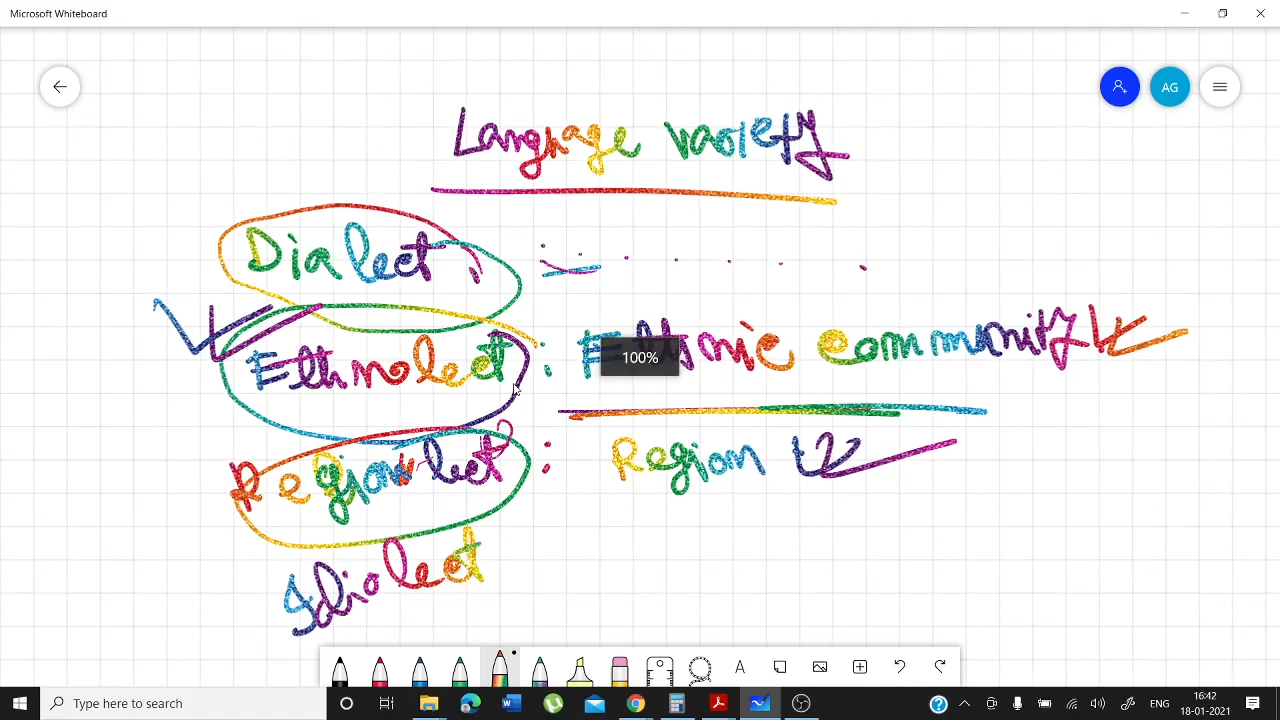 Microsoft Whiteboard
AG
Language variety
Dialect :
Ethnolect : Ethnic community
100%
Regionlect : Region
Idiolect
A
Type here to search
ENG
16:42
18-01-2021